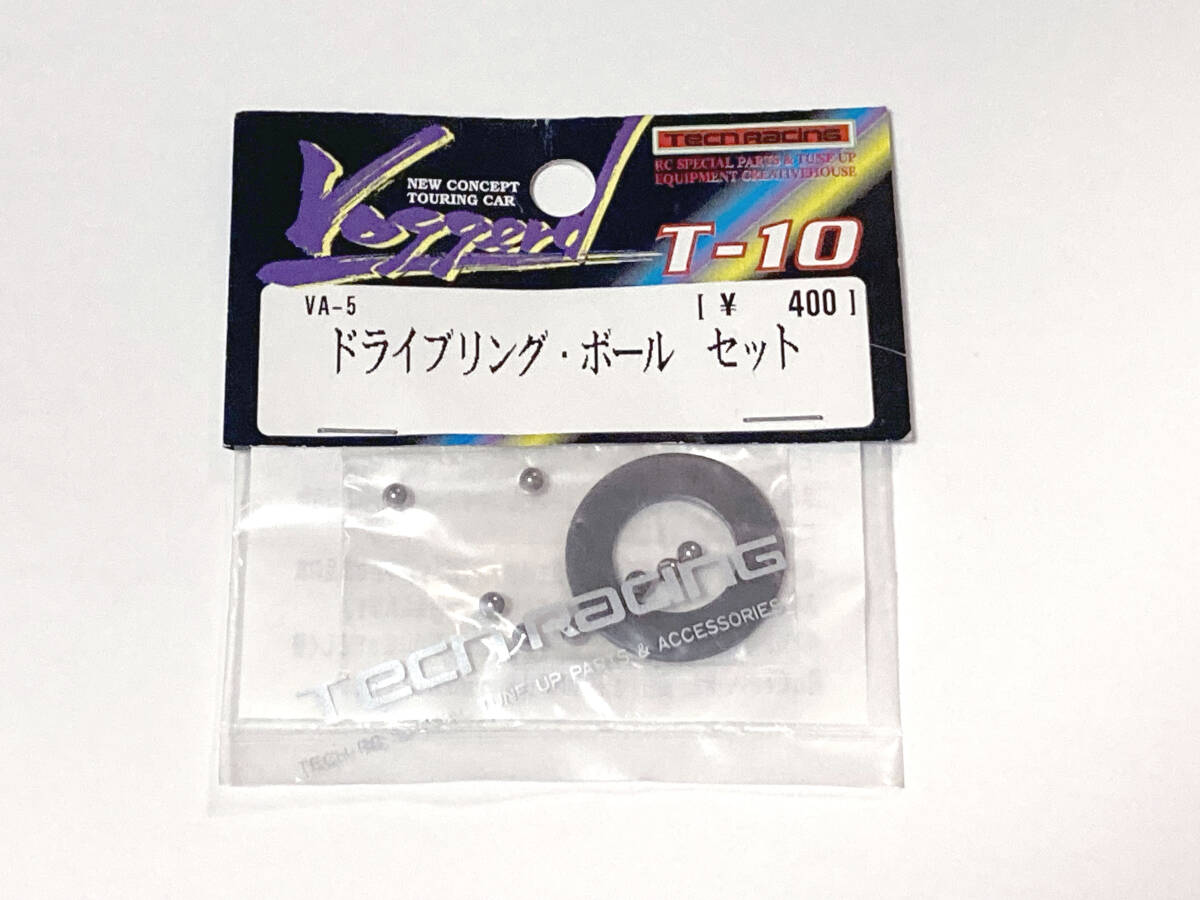 Tecn Racing
RC SPECIAL PARTS & TUNE UP
EQUIPMENT CREATIVEHOUSE
NEW CONCEPT
TOURING CAR
Voggerd
T-10
VA-5 [ ¥ 400 ]
ドライブリング・ボール セット
Tecn Racing
TUNE UP PARTS & ACCESSORIES